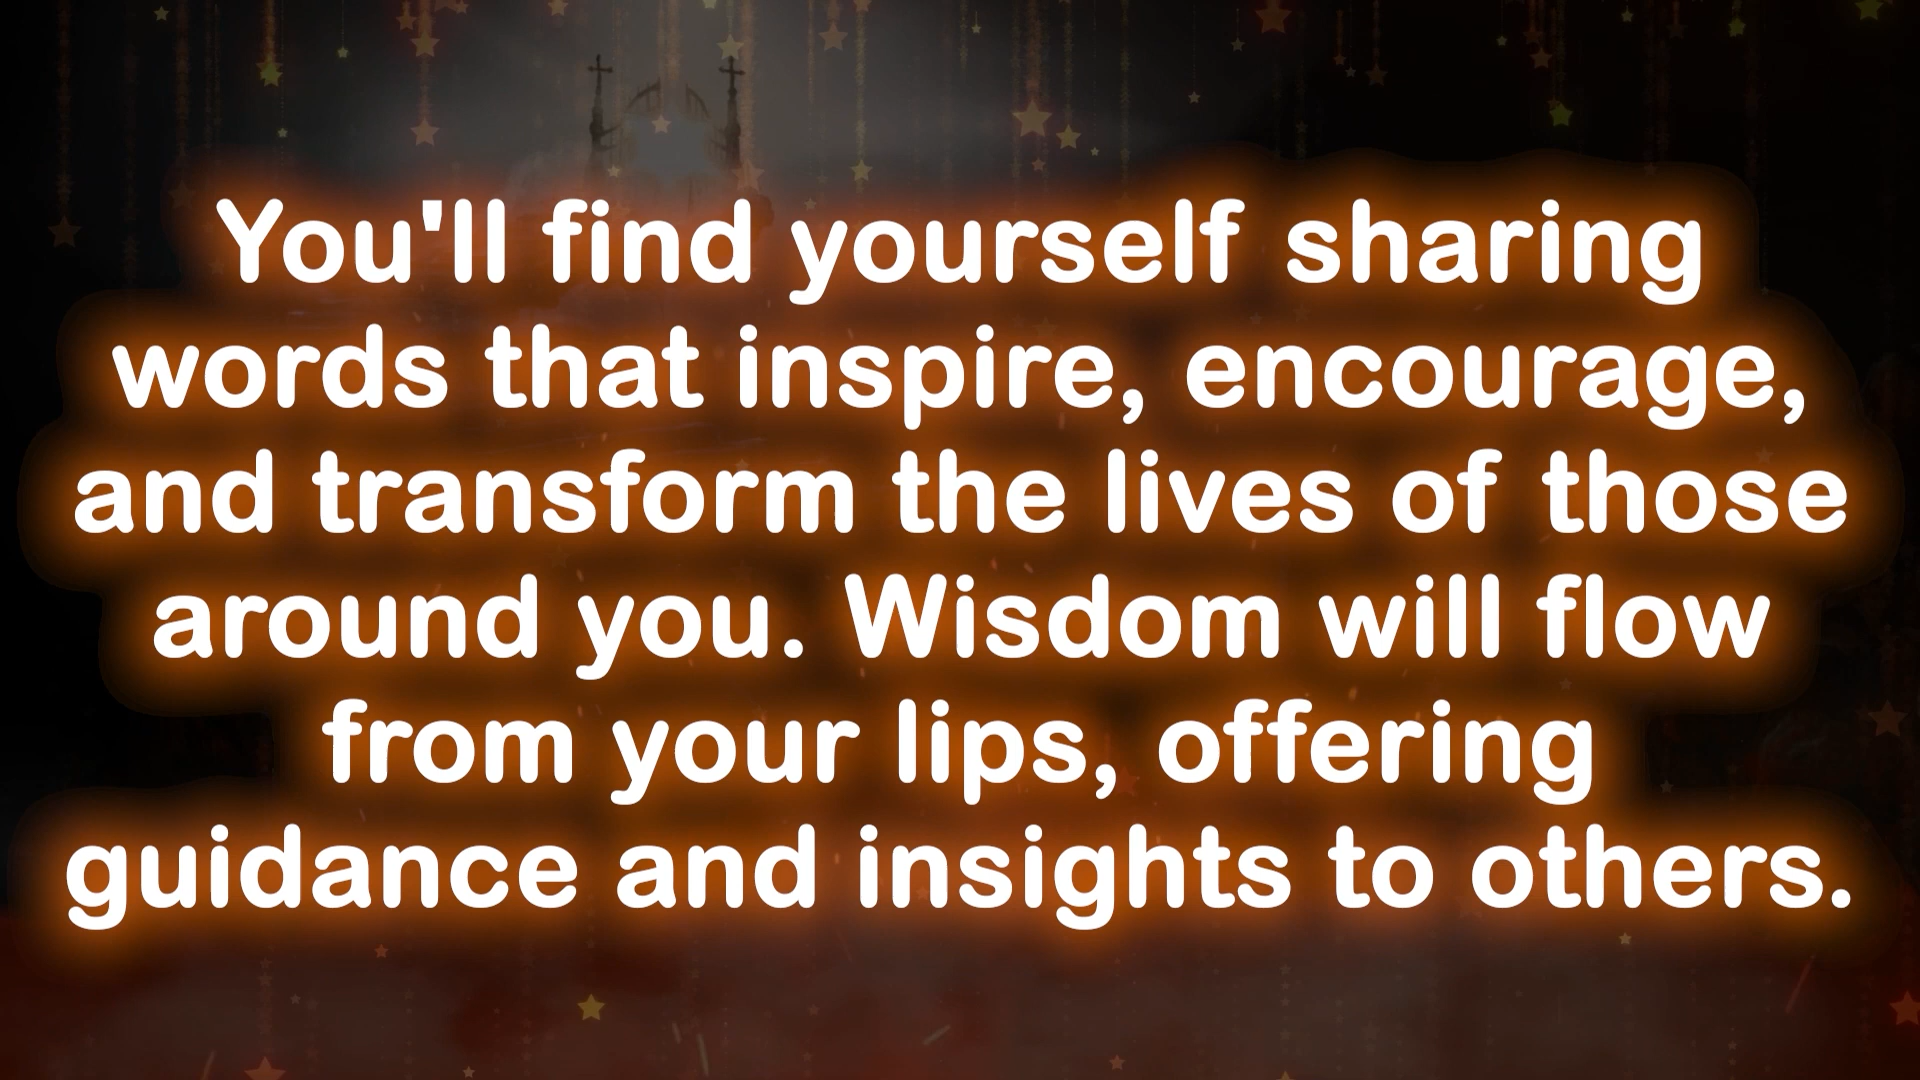 You'll find yourself sharing
words that inspire, encourage,
and transform the lives of those
around you. Wisdom will flow
from your lips, offering
guidance and insights to others.